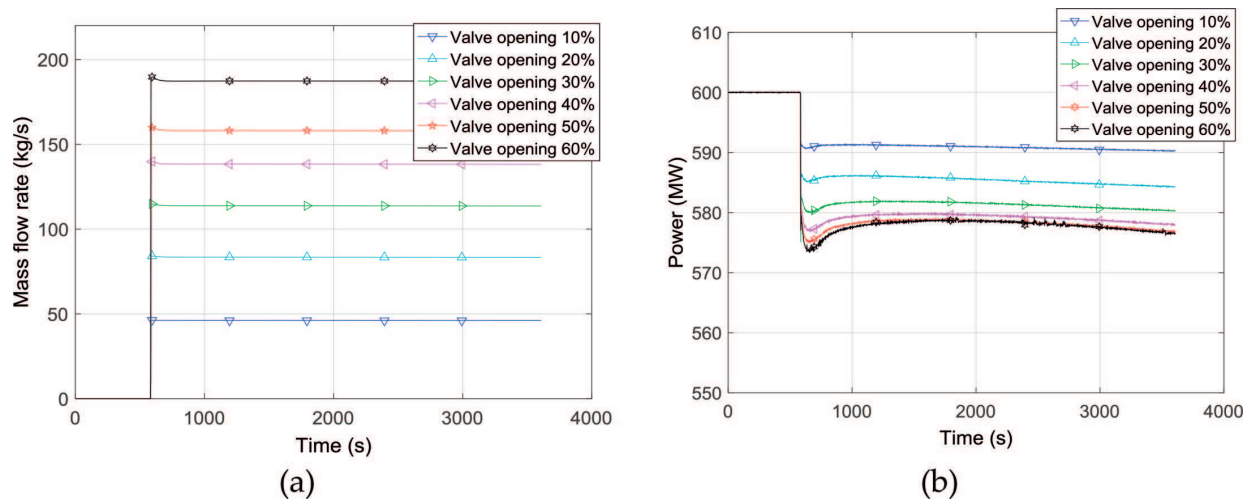 Mass flow rate (kg/s)
200
150
100
50
0
0 1000 2000 3000 4000
Time (s)
Valve opening 10%
Valve opening 20%
Valve opening 30%
Valve opening 40%
Valve opening 50%
Valve opening 60%
(a)
Power (MW)
610
600
590
580
570
560
550
0 1000 2000 3000 4000
Time (s)
Valve opening 10%
Valve opening 20%
Valve opening 30%
Valve opening 40%
Valve opening 50%
Valve opening 60%
(b)